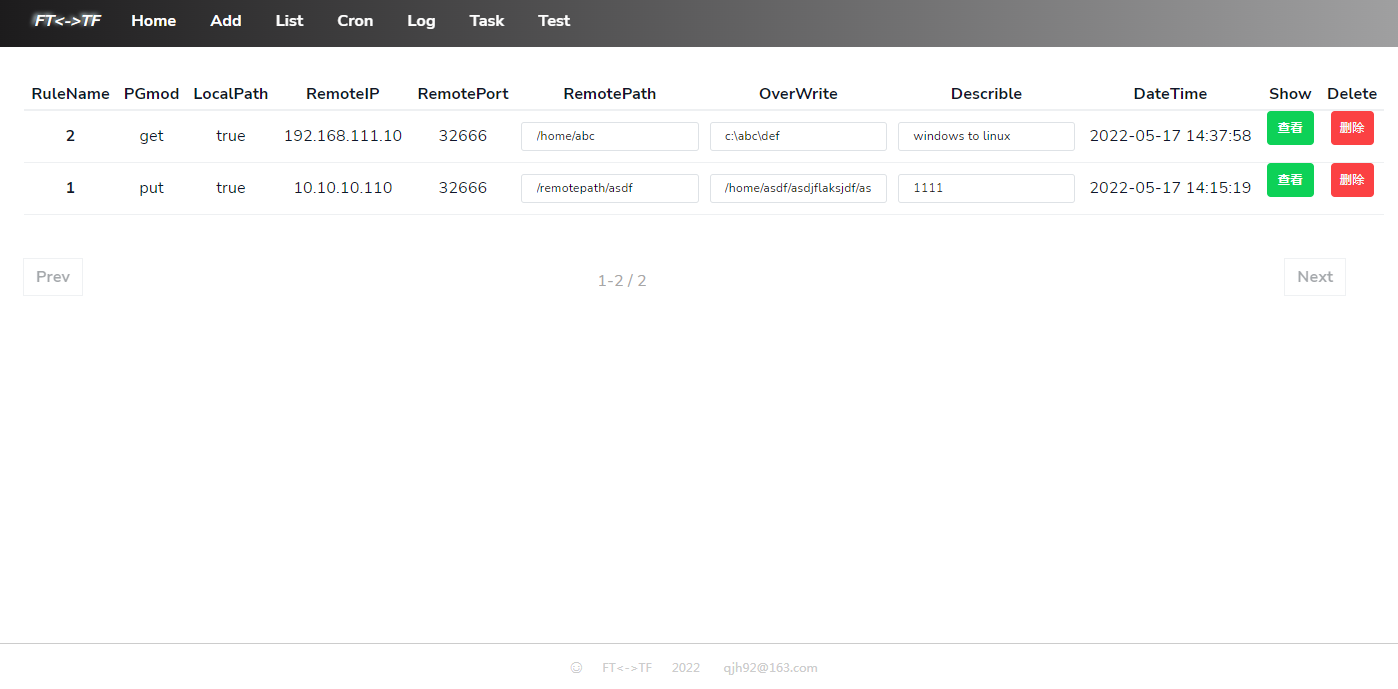 FT<->TF Home Add List Cron Log Task Test
RuleName PGmod LocalPath RemoteIP RemotePort RemotePath OverWrite Describle DateTime Show Delete
2 get true 192.168.111.10 32666 /home/abc c:\abc\def windows to linux 2022-05-17 14:37:58 查看 删除
1 put true 10.10.10.110 32666 /remotepath/asdf /home/asdf/asdjflaksjdf/as 1111 2022-05-17 14:15:19 查看 删除
Prev 1-2 / 2 Next
FT<->TF 2022 qjh92@163.com